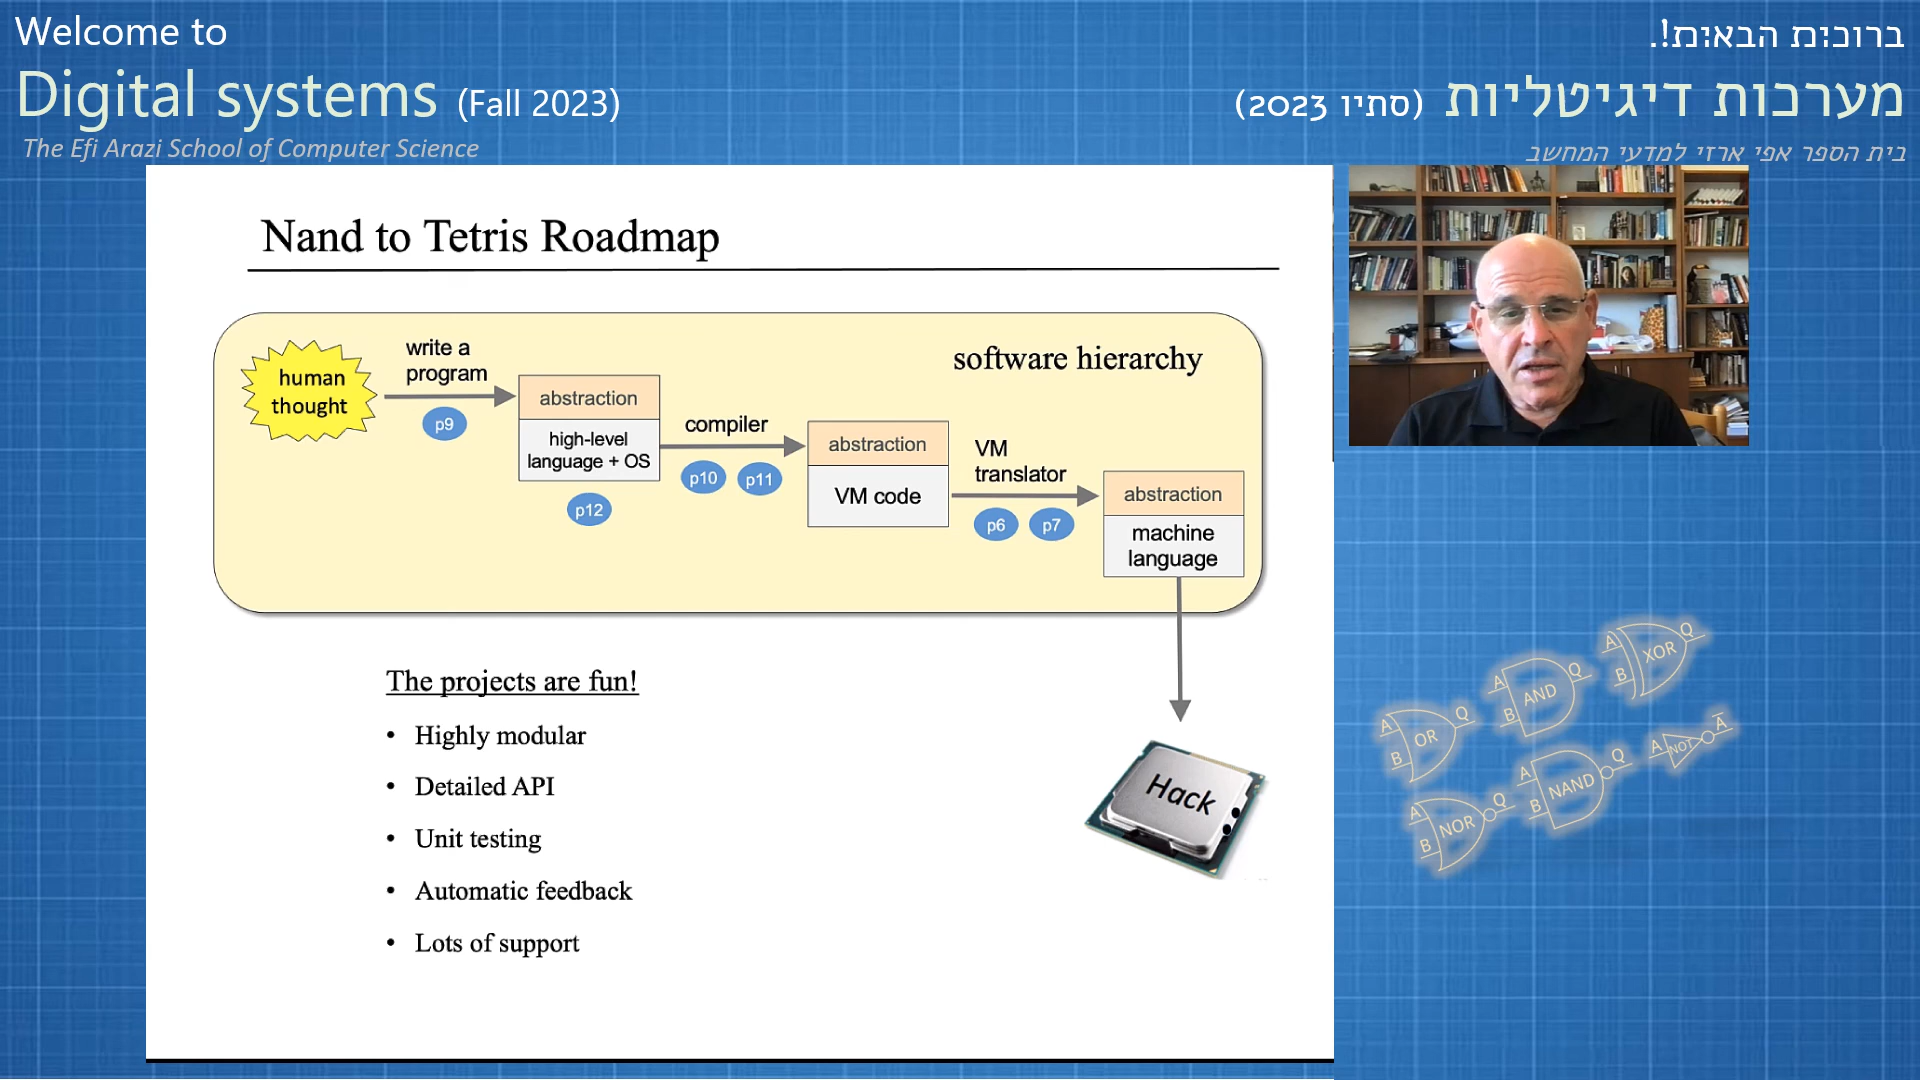 Welcome to
Digital systems (Fall 2023)
The Efi Arazi School of Computer Science
ברוכים הבאים!.
מערכות דיגיטליות (סתיו 2023)
בית הספר אפי ארזי למדעי המחשב
Nand to Tetris Roadmap
software hierarchy
human
thought
write a
program
p9
abstraction
high-level
language + OS
p12
compiler
p10 p11
abstraction
VM code
VM
translator
p6 p7
abstraction
machine
language
Hack
The projects are fun!
• Highly modular
• Detailed API
• Unit testing
• Automatic feedback
• Lots of support
A B OR Q
A B AND Q
A B XOR Q
A B NOR Q
A B NAND Q
A NOT A̅